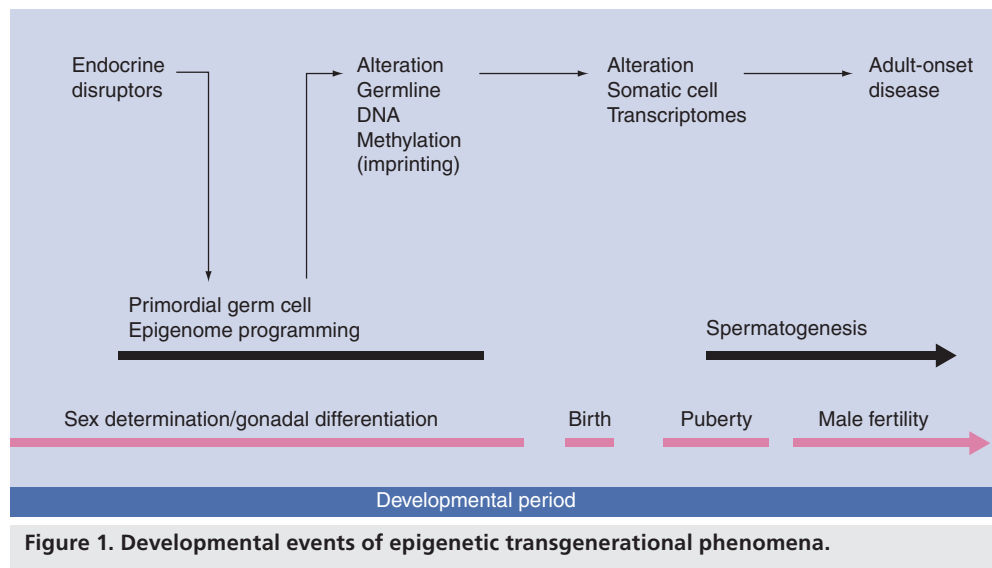 Endocrine
disruptors
Alteration
Germline
DNA
Methylation
(imprinting)
Alteration
Somatic cell
Transcriptomes
Adult-onset
disease
Primordial germ cell
Epigenome programming
Spermatogenesis
Sex determination/gonadal differentiation
Birth
Puberty
Male fertility
Developmental period
Figure 1. Developmental events of epigenetic transgenerational phenomena.